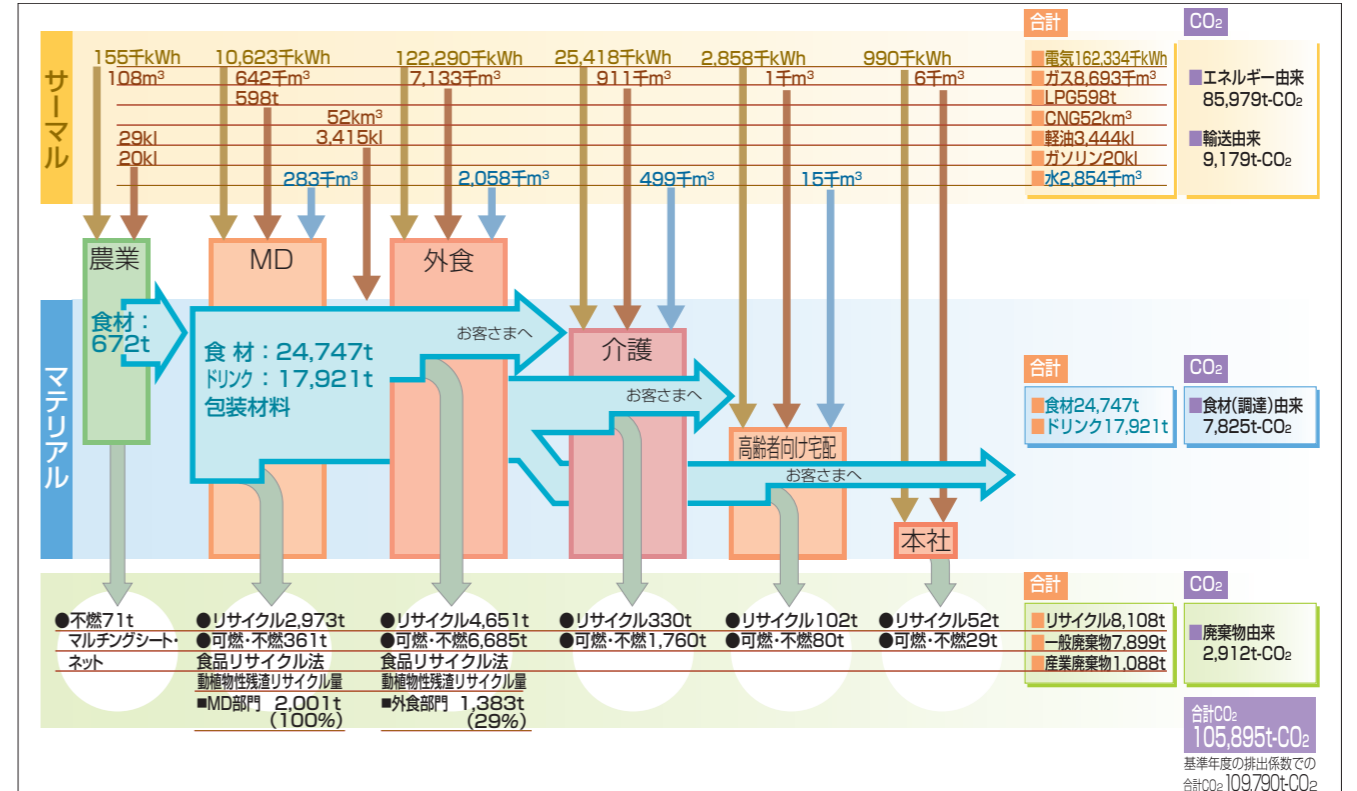 合計
CO₂
サーマル
155千kWh
10,623千kWh
122,290千kWh
25,418千kWh
2,858千kWh
990千kWh
■電気162,334千kWh
108m³
642千m³
7,133千m³
911千m³
1千m³
6千m³
■ガス8,693千m³
598t
■LPG598t
52km³
■CNG52km³
29kl
3,415kl
■軽油3,444kl
20kl
■ガソリン20kl
283千m³
2,058千m³
499千m³
15千m³
■水2,854千m³
■エネルギー由来
85,979t-CO₂
■輸送由来
9,179t-CO₂
農業
MD
外食
介護
高齢者向け宅配
本社
マテリアル
食材：
672t
食 材：24,747t
ドリンク：17,921t
包装材料
お客さまへ
お客さまへ
お客さまへ
合計
CO₂
■食材24,747t
■ドリンク17,921t
■食材(調達)由来
7,825t-CO₂
●不燃71t
マルチングシート・
ネット
●リサイクル2,973t
●可燃・不燃361t
食品リサイクル法
動植物性残渣リサイクル量
■MD部門 2,001t
(100%)
●リサイクル4,651t
●可燃・不燃6,685t
食品リサイクル法
動植物性残渣リサイクル量
■外食部門 1,383t
(29%)
●リサイクル330t
●可燃・不燃1,760t
●リサイクル102t
●可燃・不燃80t
●リサイクル52t
●可燃・不燃29t
合計
CO₂
■リサイクル8,108t
■一般廃棄物7,899t
■産業廃棄物1,088t
■廃棄物由来
2,912t-CO₂
合計CO₂
105,895t-CO₂
基準年度の排出係数での
合計CO₂ 109,790t-CO₂